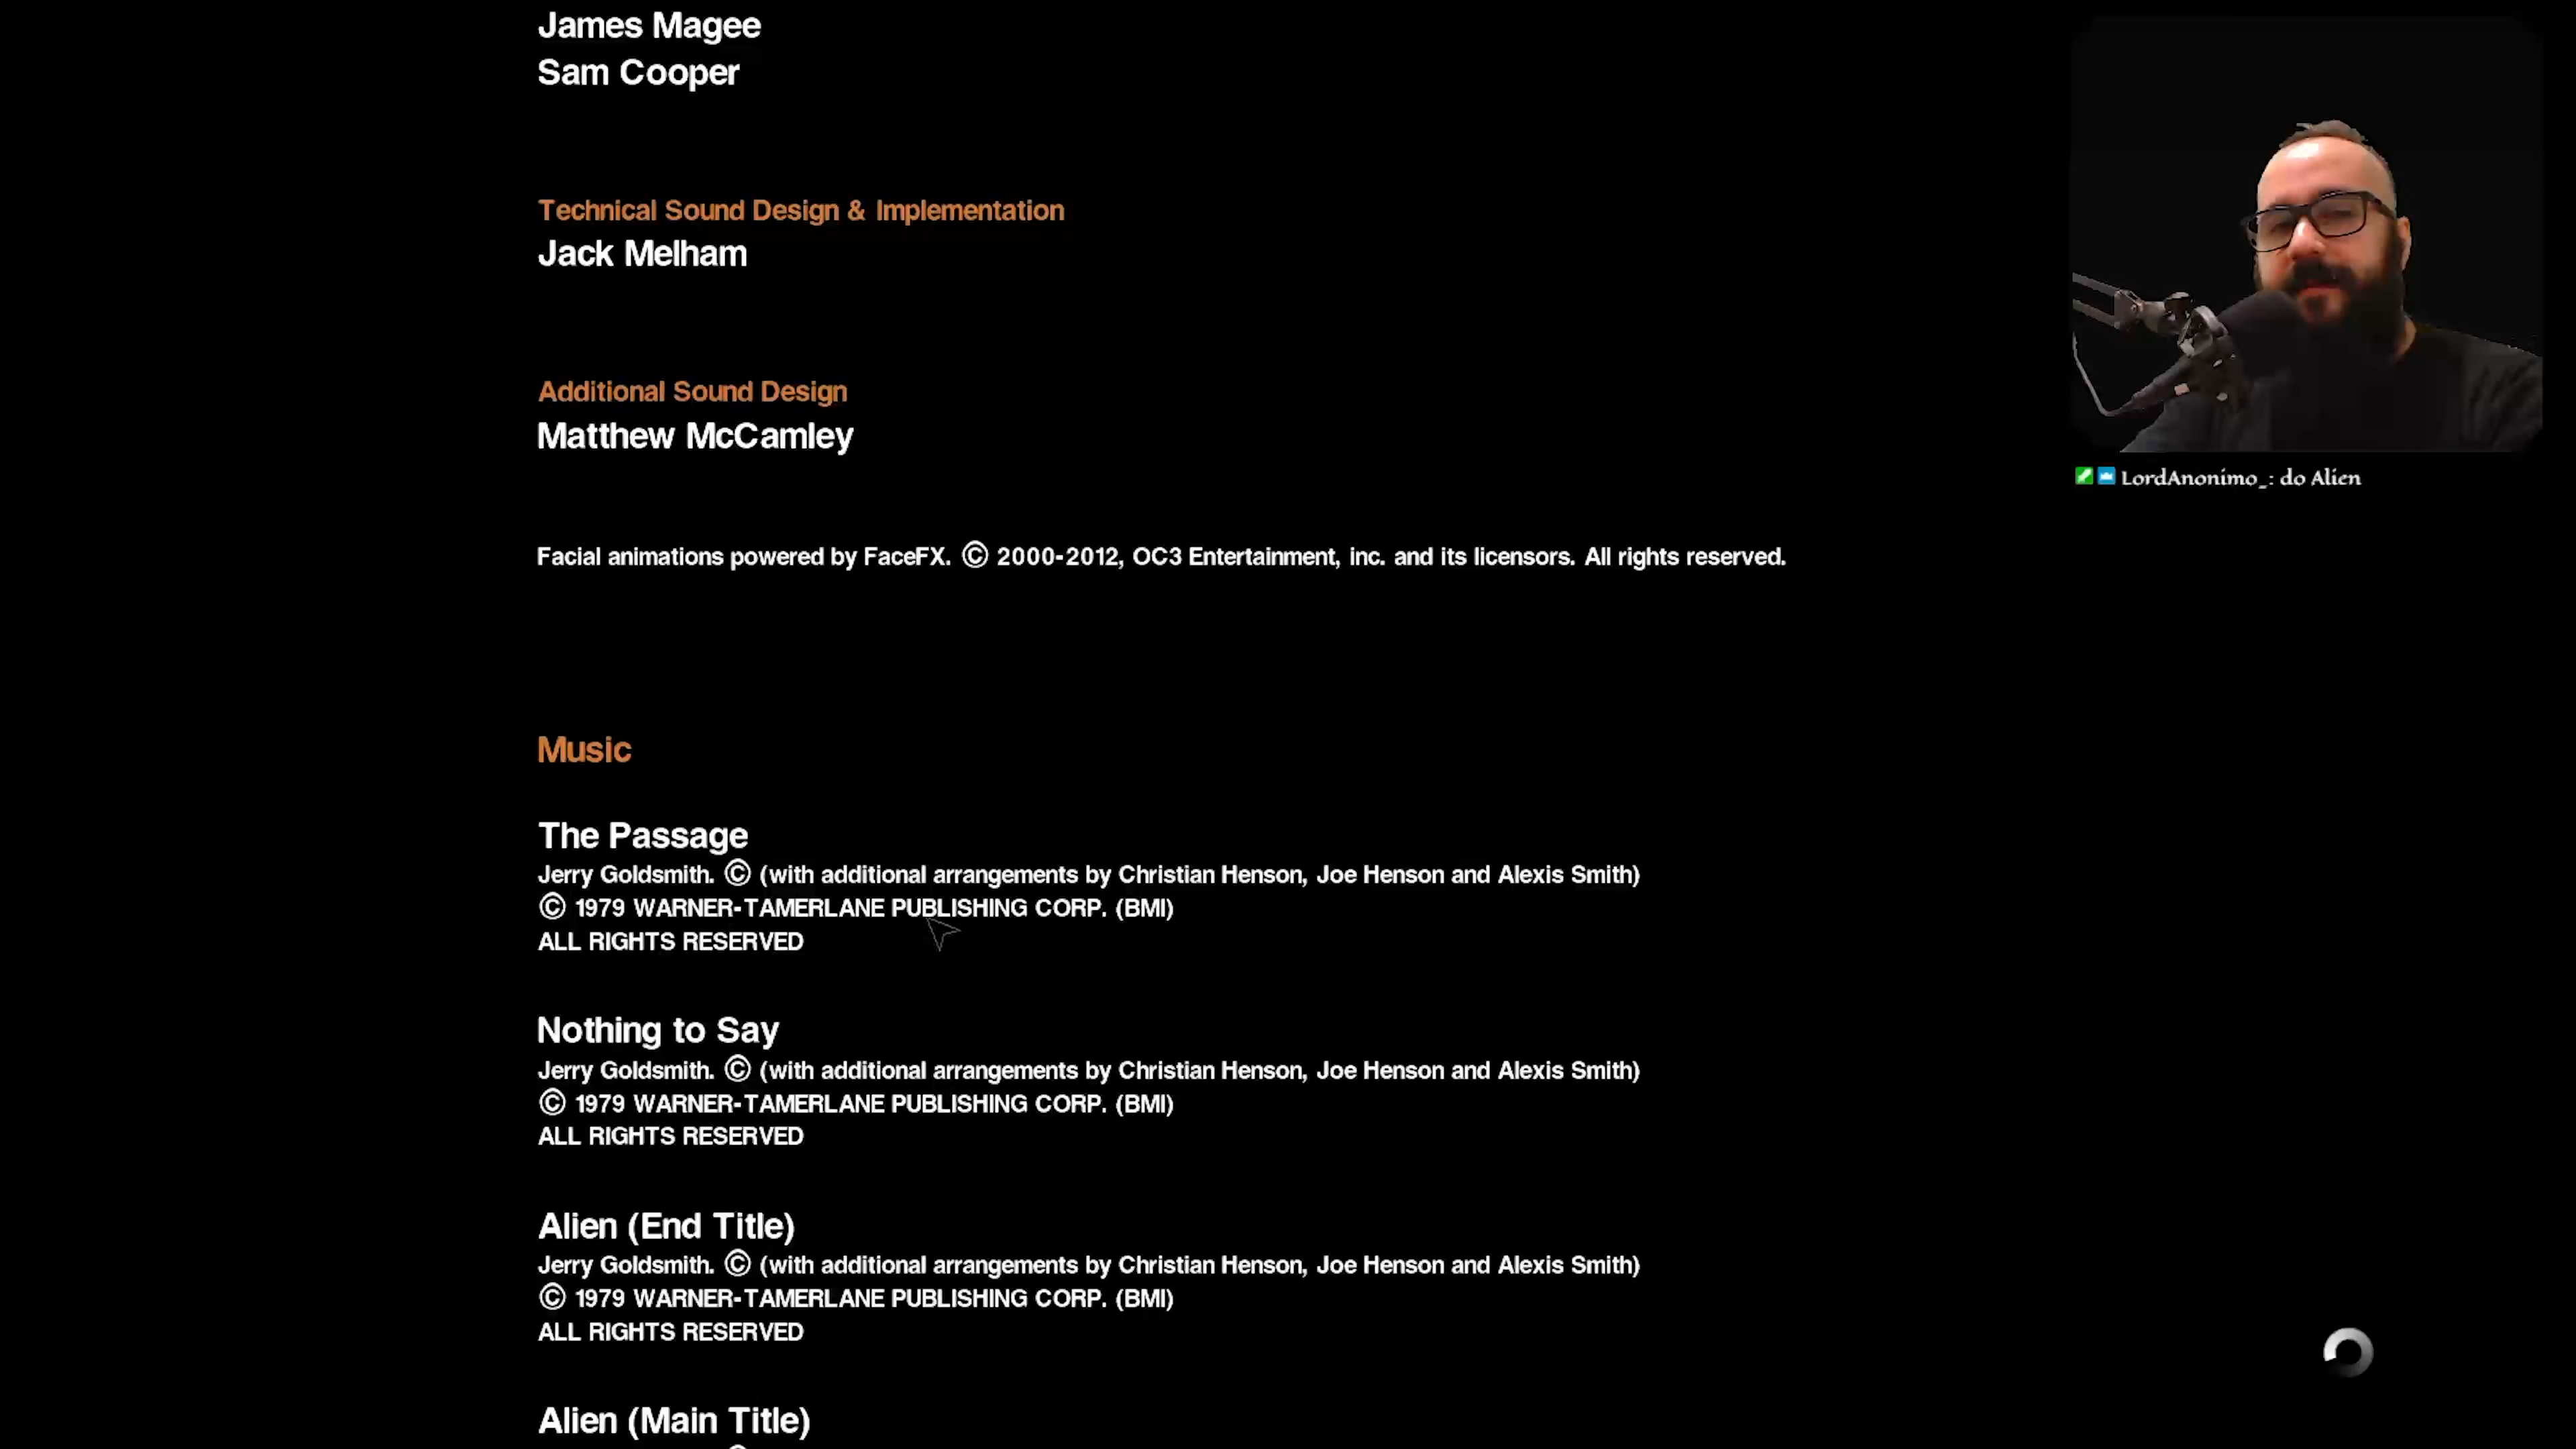 James Magee
Sam Cooper
Technical Sound Design & Implementation
Jack Melham
Additional Sound Design
Matthew McCamley
LordAnonimo_: do Alien
Facial animations powered by FaceFX. © 2000-2012, OC3 Entertainment, inc. and its licensors. All rights reserved.
Music
The Passage
Jerry Goldsmith. © (with additional arrangements by Christian Henson, Joe Henson and Alexis Smith)
© 1979 WARNER-TAMERLANE PUBLISHING CORP. (BMI)
ALL RIGHTS RESERVED
Nothing to Say
Jerry Goldsmith. © (with additional arrangements by Christian Henson, Joe Henson and Alexis Smith)
© 1979 WARNER-TAMERLANE PUBLISHING CORP. (BMI)
ALL RIGHTS RESERVED
Alien (End Title)
Jerry Goldsmith. © (with additional arrangements by Christian Henson, Joe Henson and Alexis Smith)
© 1979 WARNER-TAMERLANE PUBLISHING CORP. (BMI)
ALL RIGHTS RESERVED
Alien (Main Title)